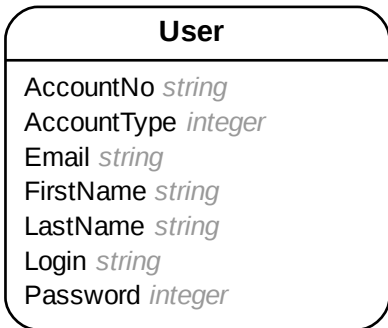 User
AccountNo string
AccountType integer
Email string
FirstName string
LastName string
Login string
Password integer